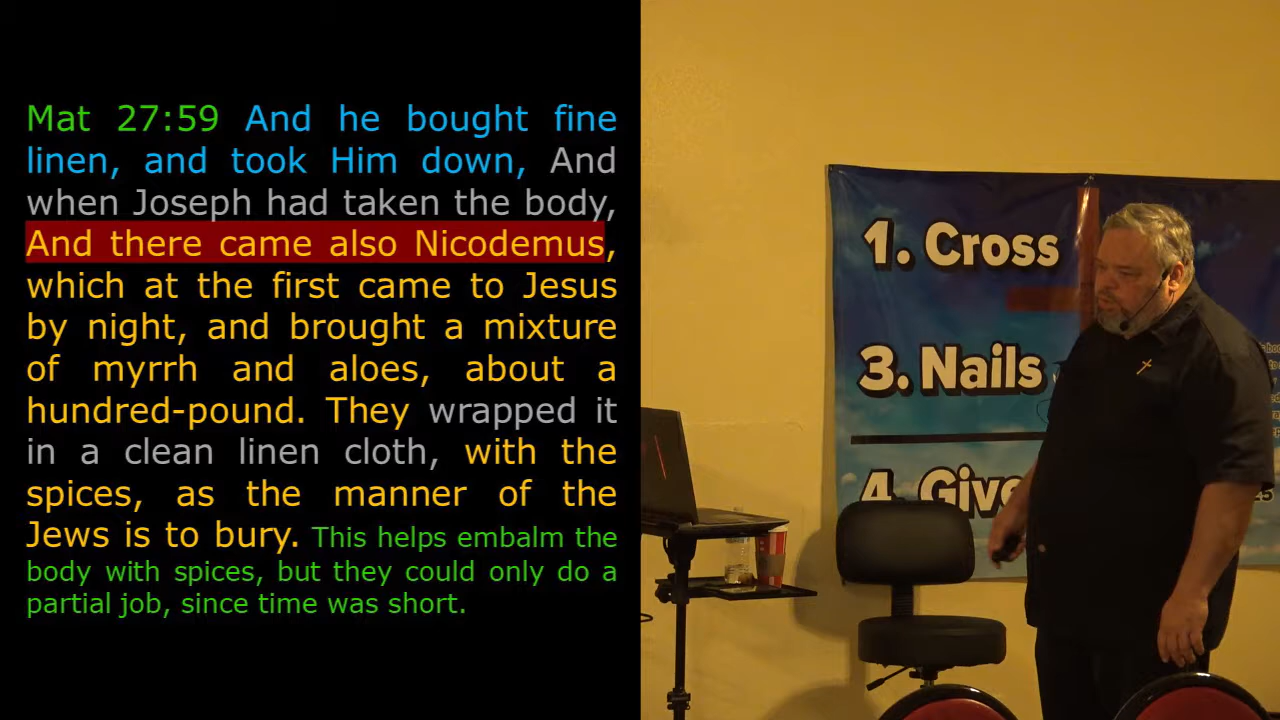 Mat 27:59 And he bought fine
linen, and took Him down, And
when Joseph had taken the body,
And there came also Nicodemus,
which at the first came to Jesus
by night, and brought a mixture
of myrrh and aloes, about a
hundred-pound. They wrapped it
in a clean linen cloth, with the
spices, as the manner of the
Jews is to bury. This helps embalm the
body with spices, but they could only do a
partial job, since time was short.
1. Cross
3. Nails
4. Give